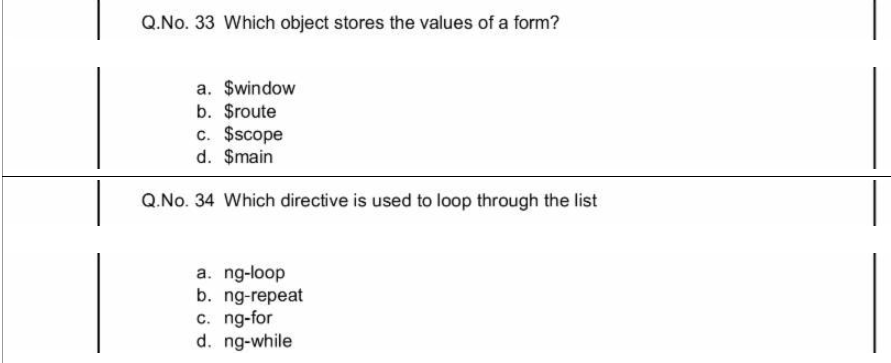 Q.No. 33 Which object stores the values of a form?
a. $window
b. $route
c. $scope
d. $main
Q.No. 34 Which directive is used to loop through the list
a. ng-loop
b. ng-repeat
c. ng-for
d. ng-while